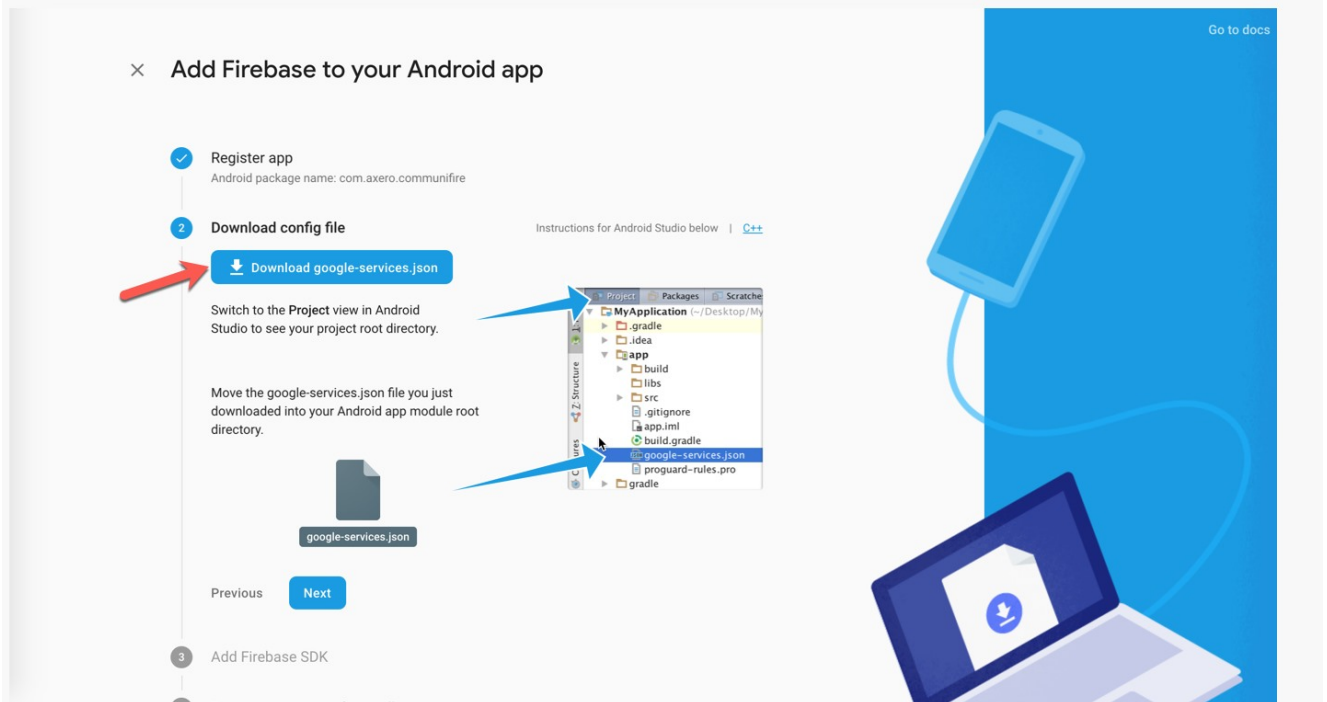 Go to docs
Add Firebase to your Android app
Register app
Android package name: com.axero.communifire
2
Download config file
Instructions for Android Studio below | C++
Download google-services.json
Switch to the Project view in Android
Studio to see your project root directory.
Move the google-services.json file you just
downloaded into your Android app module root
directory.
google-services.json
Project Packages Scratche
MyApplication (~/Desktop/My
.gradle
.idea
app
build
libs
src
.gitignore
app.iml
build.gradle
google-services.json
proguard-rules.pro
gradle
Z: Structure
Previous
Next
3
Add Firebase SDK